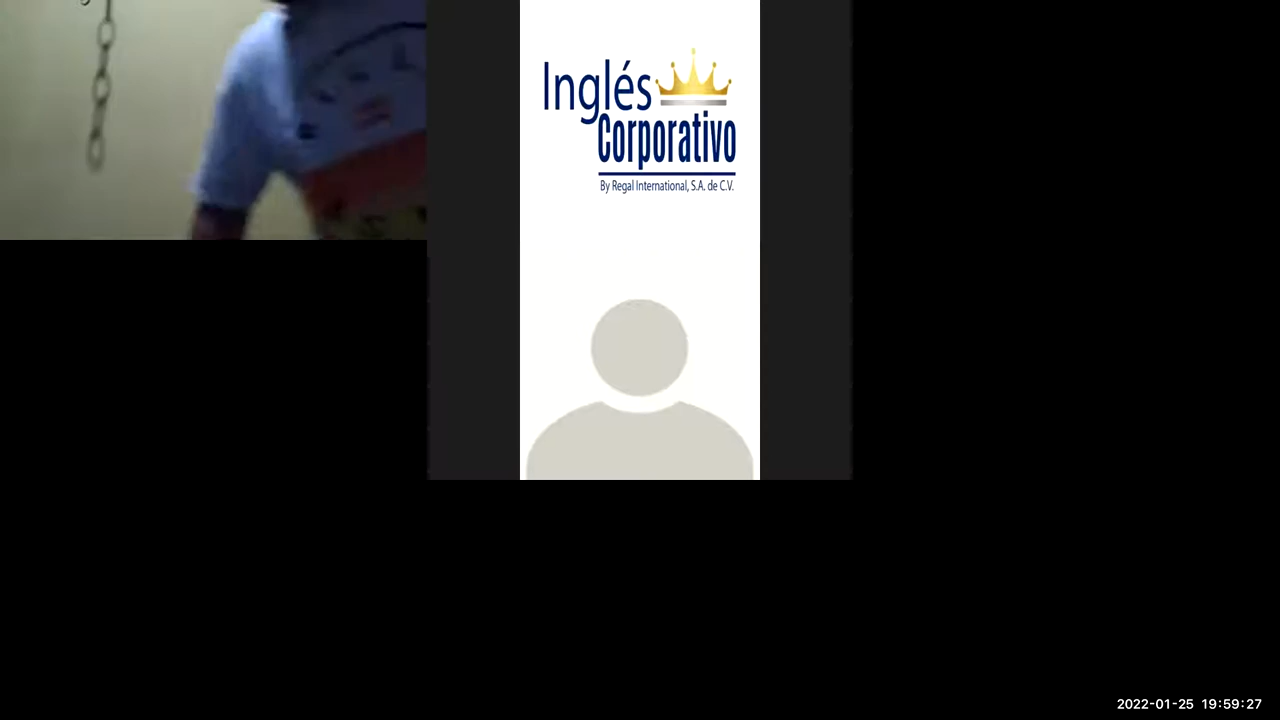 Inglés
Corporativo
By Regal International, S.A. de C.V.
2022-01-25 19:59:27